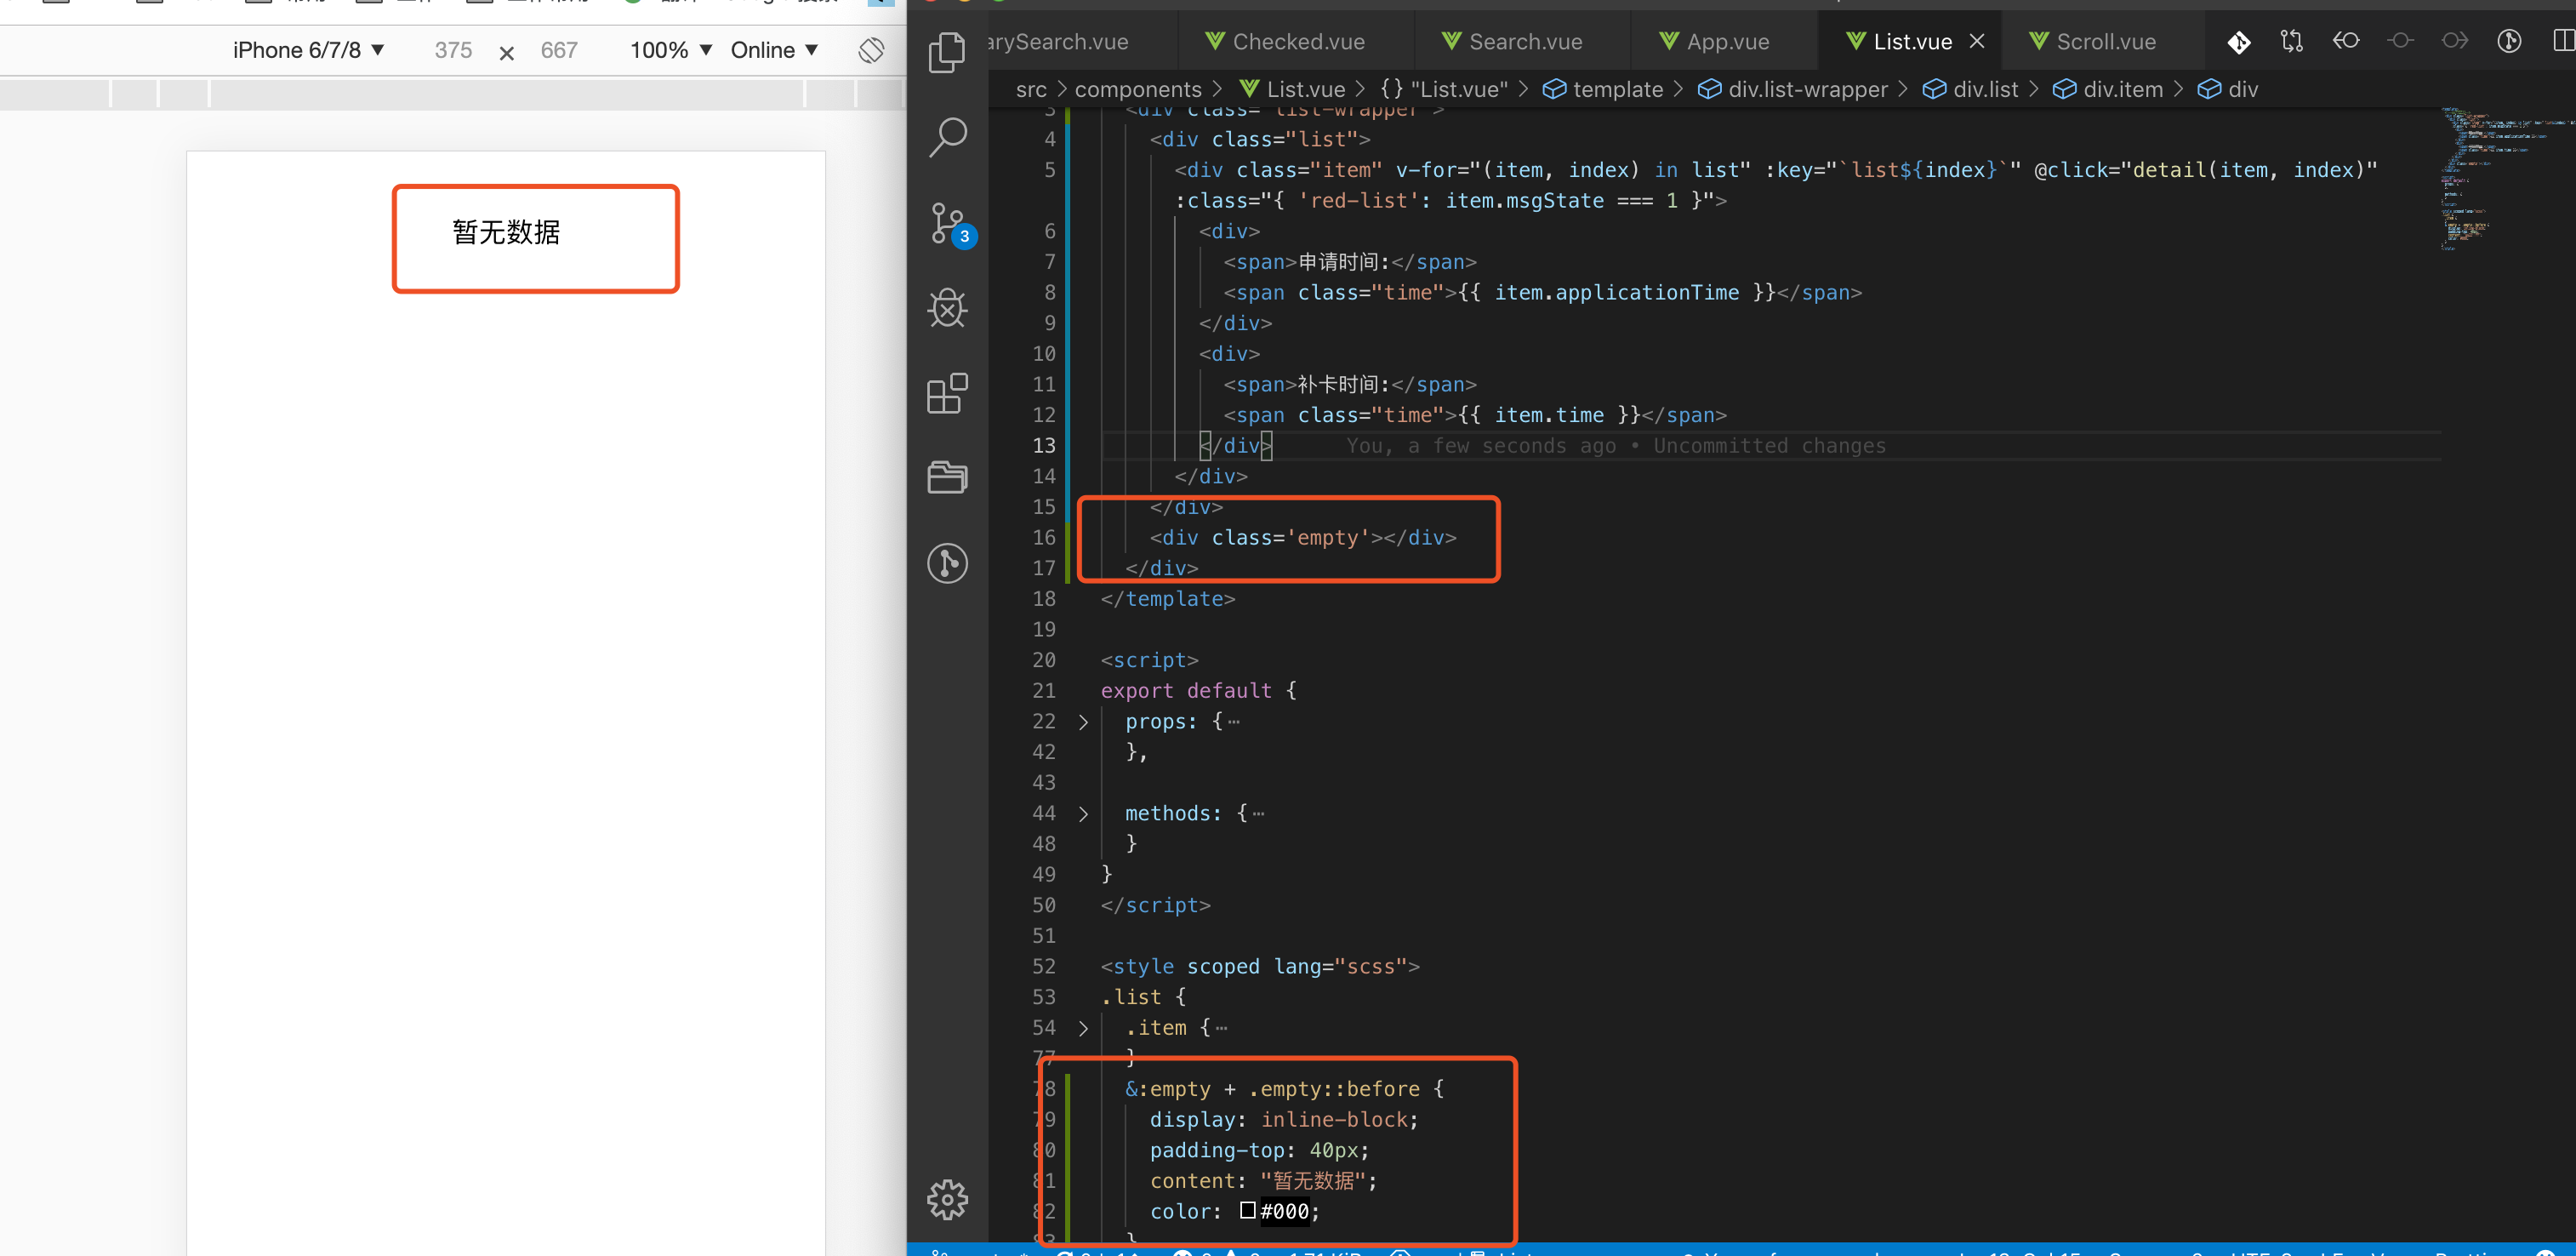 iPhone 6/7/8 ▼ 375 × 667 100% ▼ Online ▼
暂无数据
arySearch.vue Checked.vue Search.vue App.vue List.vue × Scroll.vue
src > components > List.vue > {} "List.vue" > template > div.list-wrapper > div.list > div.item > div
3 <div class="list-wrapper">
4 <div class="list">
5 <div class="item" v-for="(item, index) in list" :key="`list${index}`" @click="detail(item, index)"
:class="{ 'red-list': item.msgState === 1 }">
6 <div>
7 <span>申请时间:</span>
8 <span class="time">{{ item.applicationTime }}</span>
9 </div>
10 <div>
11 <span>补卡时间:</span>
12 <span class="time">{{ item.time }}</span>
13 </div> You, a few seconds ago • Uncommitted changes
14 </div>
15 </div>
16 <div class='empty'></div>
17 </div>
18 </template>
19
20 <script>
21 export default {
22 props: {…
42 },
43
44 methods: {…
48 }
49 }
50 </script>
51
52 <style scoped lang="scss">
53 .list {
54 .item {…
77 }
78 &:empty + .empty::before {
79 display: inline-block;
80 padding-top: 40px;
81 content: "暂无数据";
82 color: #000;
83 }
3